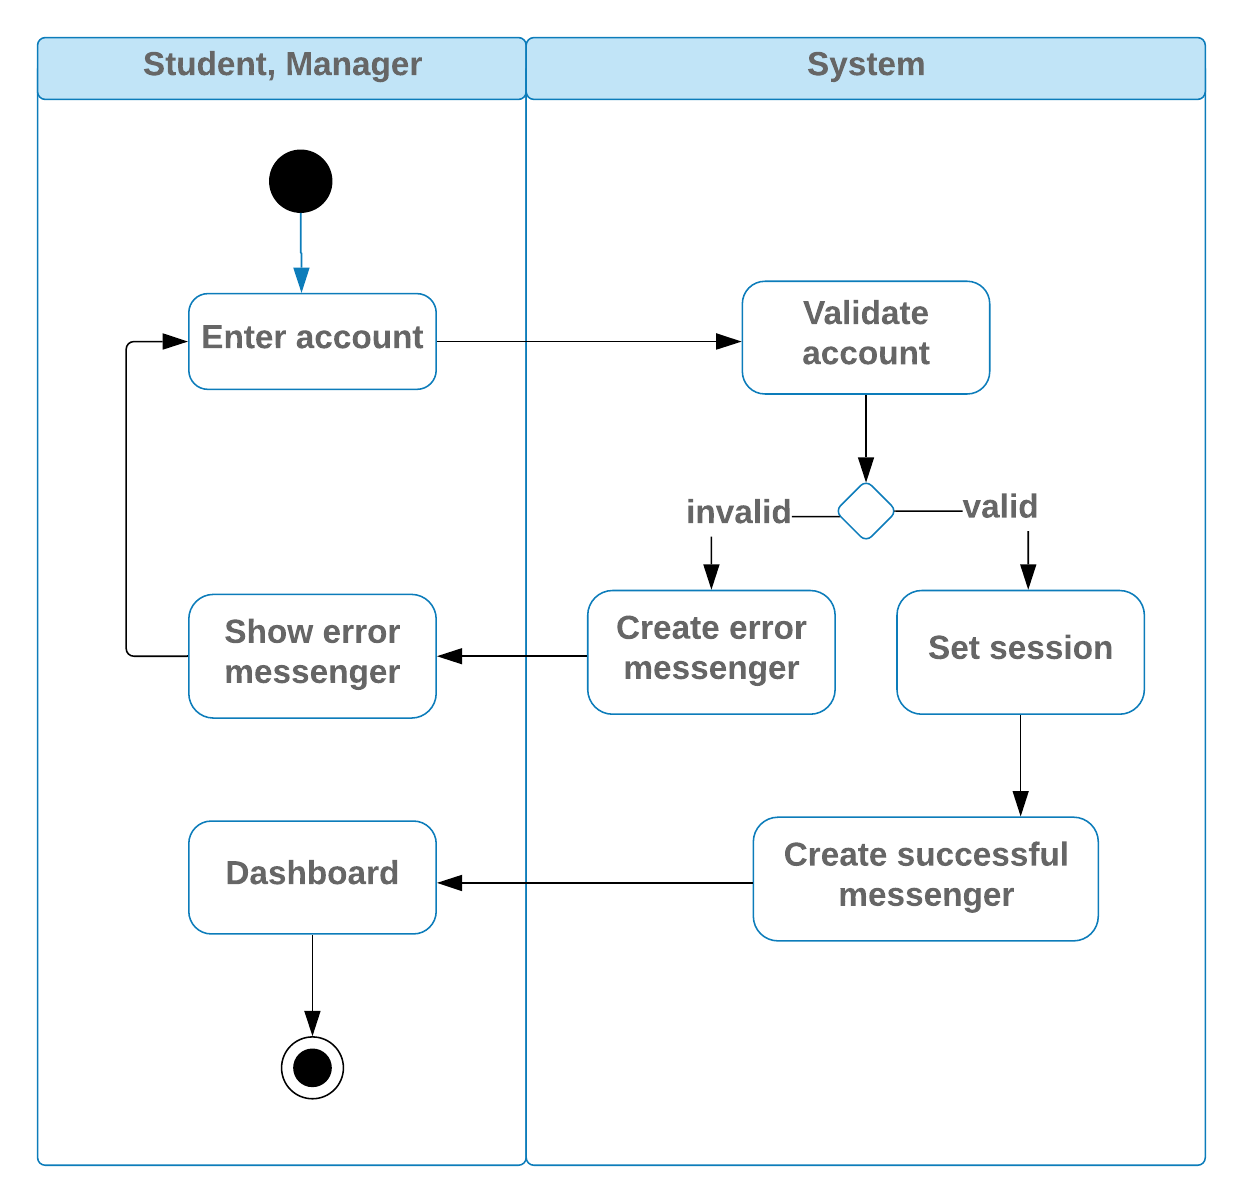 Student, Manager
System
Enter account
Validate
account
invalid
valid
Show error
messenger
Create error
messenger
Set session
Dashboard
Create successful
messenger